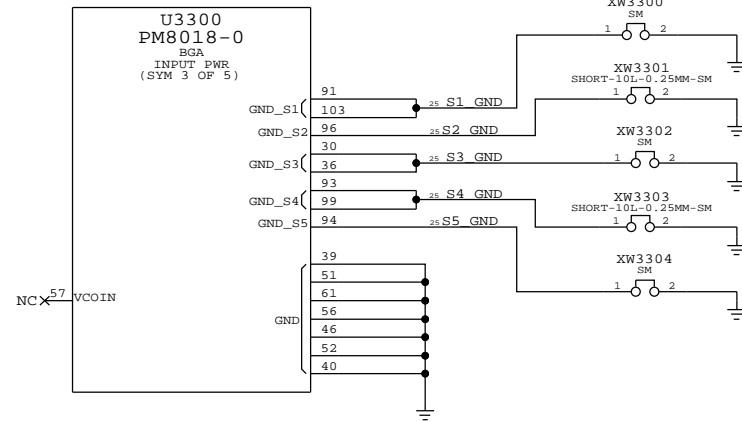 XW3300
SM
1 2
U3300
PM8018-0
BGA
INPUT PWR
(SYM 3 OF 5)
XW3301
SHORT-10L-0.25MM-SM
1 2
91
GND_S1 103 25 S1_GND
GND_S2 96 25 S2_GND
XW3302
SM
30
GND_S3 36 25 S3_GND 1 2
93
GND_S4 99 25 S4_GND
XW3303
SHORT-10L-0.25MM-SM
GND_S5 94 25 S5_GND 1 2
39
XW3304
SM
51
1 2
NC 57 VCOIN 61
56
GND 46
52
40